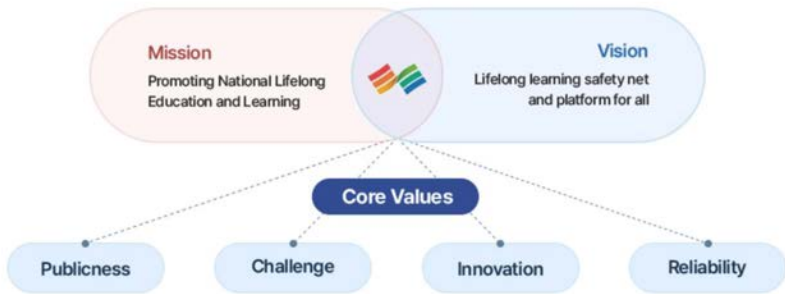 Mission
Promoting National Lifelong
Education and Learning
Vision
Lifelong learning safety net
and platform for all
Core Values
Publicness
Challenge
Innovation
Reliability